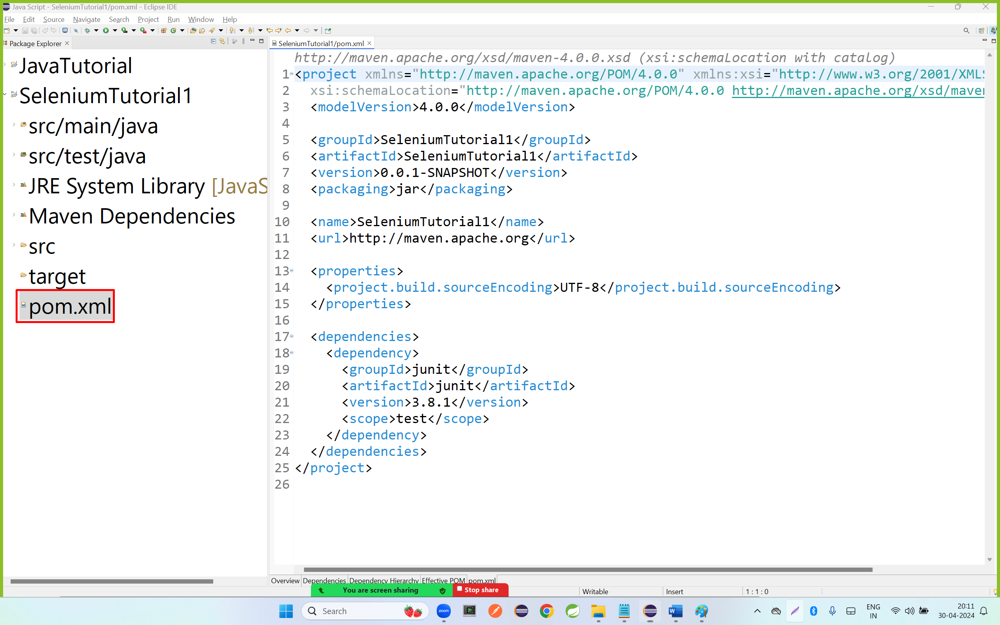 Java Script - SeleniumTutorial1/pom.xml - Eclipse IDE
File Edit Source Navigate Search Project Run Window Help
Package Explorer
SeleniumTutorial1/pom.xml
JavaTutorial
SeleniumTutorial1
src/main/java
src/test/java
JRE System Library [JavaS
Maven Dependencies
src
target
pom.xml
http://maven.apache.org/xsd/maven-4.0.0.xsd (xsi:schemaLocation with catalog)
1 <project xmlns="http://maven.apache.org/POM/4.0.0" xmlns:xsi="http://www.w3.org/2001/XMLS
2 xsi:schemaLocation="http://maven.apache.org/POM/4.0.0 http://maven.apache.org/xsd/maven
3 <modelVersion>4.0.0</modelVersion>
4
5 <groupId>SeleniumTutorial1</groupId>
6 <artifactId>SeleniumTutorial1</artifactId>
7 <version>0.0.1-SNAPSHOT</version>
8 <packaging>jar</packaging>
9
10 <name>SeleniumTutorial1</name>
11 <url>http://maven.apache.org</url>
12
13 <properties>
14 <project.build.sourceEncoding>UTF-8</project.build.sourceEncoding>
15 </properties>
16
17 <dependencies>
18 <dependency>
19 <groupId>junit</groupId>
20 <artifactId>junit</artifactId>
21 <version>3.8.1</version>
22 <scope>test</scope>
23 </dependency>
24 </dependencies>
25 </project>
26
Overview Dependencies Dependency Hierarchy Effective POM pom.xml
You are screen sharing Stop share
Writable Insert 1 : 1 : 0
Search
zoom
ENG
IN
20:11
30-04-2024